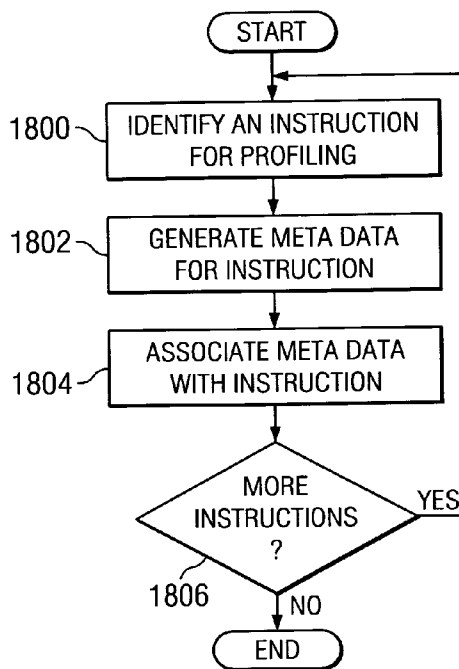 START
1800
IDENTIFY AN INSTRUCTION
FOR PROFILING
1802
GENERATE META DATA
FOR INSTRUCTION
1804
ASSOCIATE META DATA
WITH INSTRUCTION
MORE
INSTRUCTIONS
?
YES
1806
NO
END